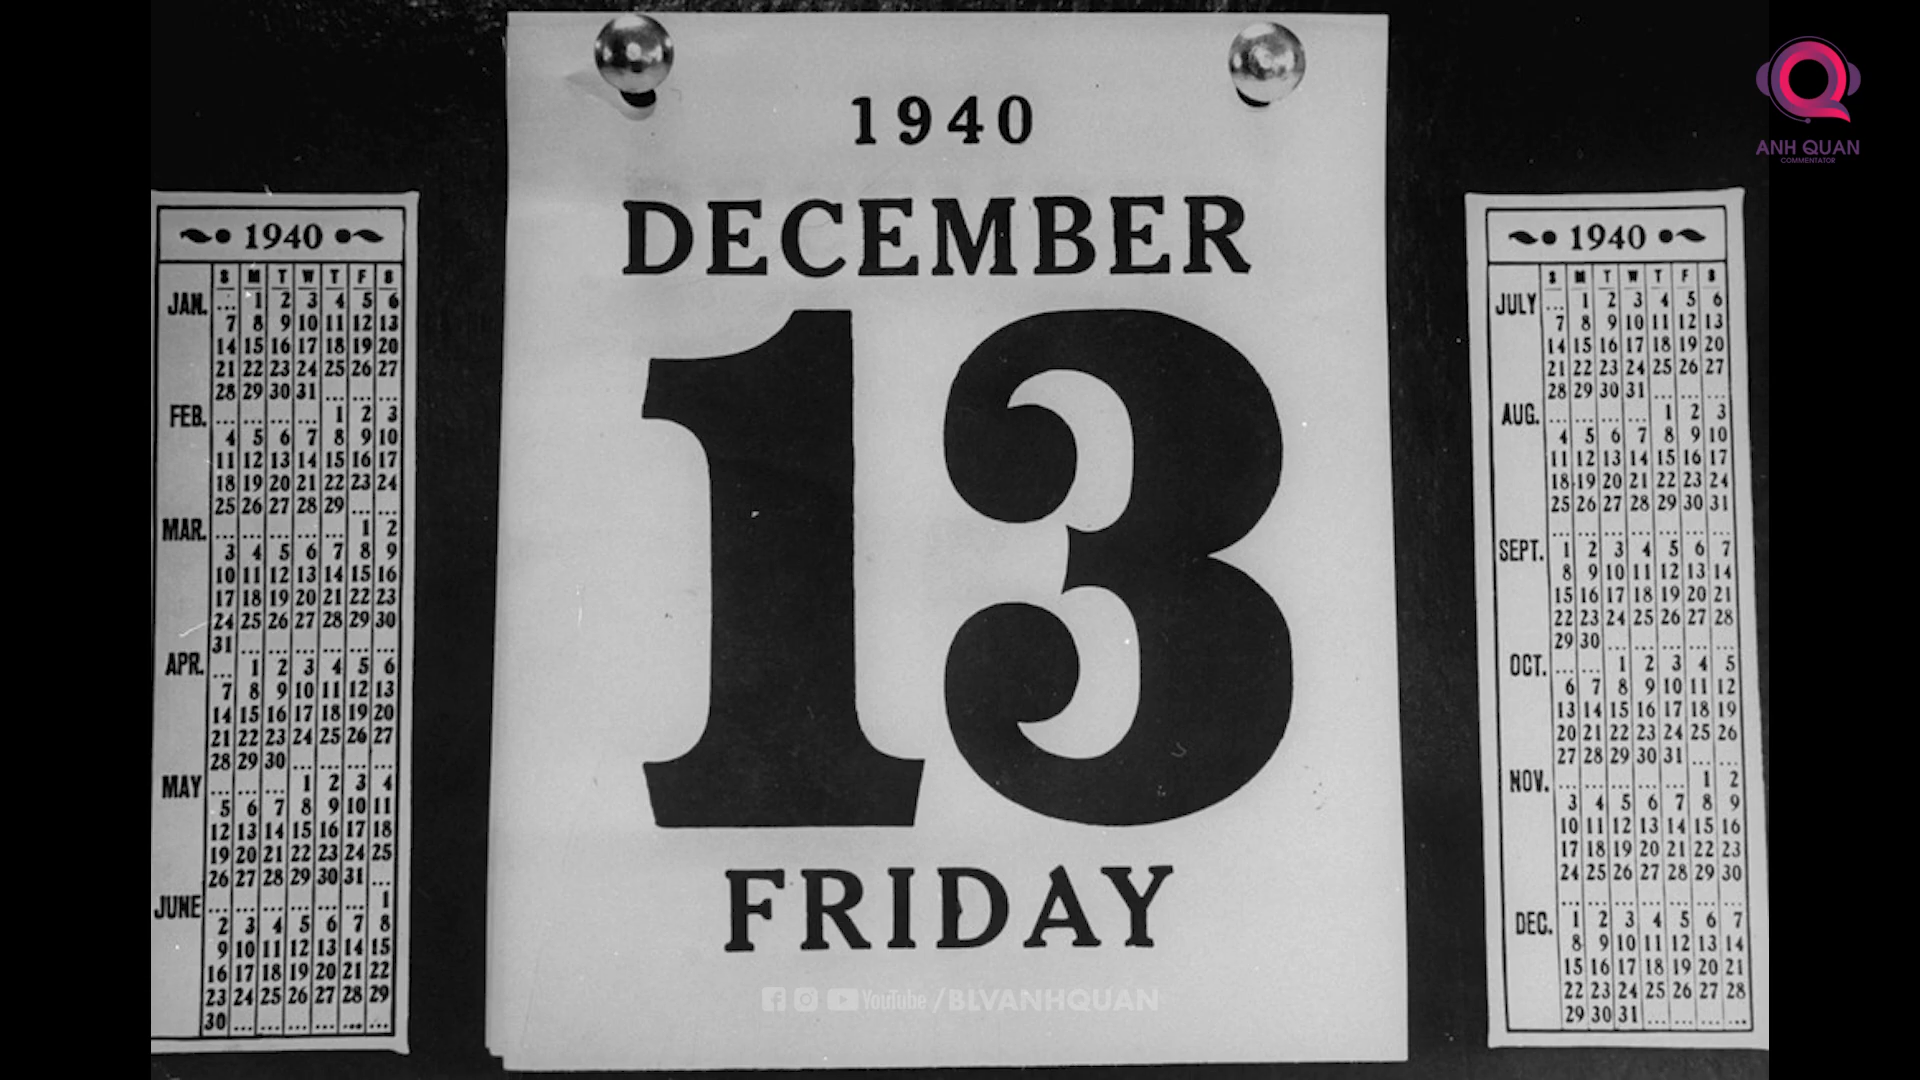 ANH QUAN
COMMENTATOR
1940
DECEMBER
13
FRIDAY
YouTube /BLVANHQUAN
1940
S M T W T F S
JAN. ... 1 2 3 4 5 6
7 8 9 10 11 12 13
14 15 16 17 18 19 20
21 22 23 24 25 26 27
28 29 30 31 ... ... ...
FEB. ... ... ... ... 1 2 3
4 5 6 7 8 9 10
11 12 13 14 15 16 17
18 19 20 21 22 23 24
25 26 27 28 29 ... ...
MAR. ... ... ... ... ... 1 2
3 4 5 6 7 8 9
10 11 12 13 14 15 16
17 18 19 20 21 22 23
24 25 26 27 28 29 30
31 ... ... ... ... ... ...
APR. ... 1 2 3 4 5 6
7 8 9 10 11 12 13
14 15 16 17 18 19 20
21 22 23 24 25 26 27
28 29 30 ... ... ... ...
MAY ... ... ... 1 2 3 4
5 6 7 8 9 10 11
12 13 14 15 16 17 18
19 20 21 22 23 24 25
26 27 28 29 30 31 ...
JUNE ... ... ... ... ... ... 1
2 3 4 5 6 7 8
9 10 11 12 13 14 15
16 17 18 19 20 21 22
23 24 25 26 27 28 29
30 ... ... ... ... ... ...
1940
S M T W T F S
JULY ... 1 2 3 4 5 6
7 8 9 10 11 12 13
14 15 16 17 18 19 20
21 22 23 24 25 26 27
28 29 30 31 ... ... ...
AUG. ... ... ... ... 1 2 3
4 5 6 7 8 9 10
11 12 13 14 15 16 17
18 19 20 21 22 23 24
25 26 27 28 29 30 31
... ... ... ... ... ... ...
SEPT. 1 2 3 4 5 6 7
8 9 10 11 12 13 14
15 16 17 18 19 20 21
22 23 24 25 26 27 28
29 30 ... ... ... ... ...
OCT. ... ... 1 2 3 4 5
6 7 8 9 10 11 12
13 14 15 16 17 18 19
20 21 22 23 24 25 26
27 28 29 30 31 ... ...
NOV. ... ... ... ... ... 1 2
3 4 5 6 7 8 9
10 11 12 13 14 15 16
17 18 19 20 21 22 23
24 25 26 27 28 29 30
... ... ... ... ... ... ...
DEC. 1 2 3 4 5 6 7
8 9 10 11 12 13 14
15 16 17 18 19 20 21
22 23 24 25 26 27 28
29 30 31 ... ... ... ...